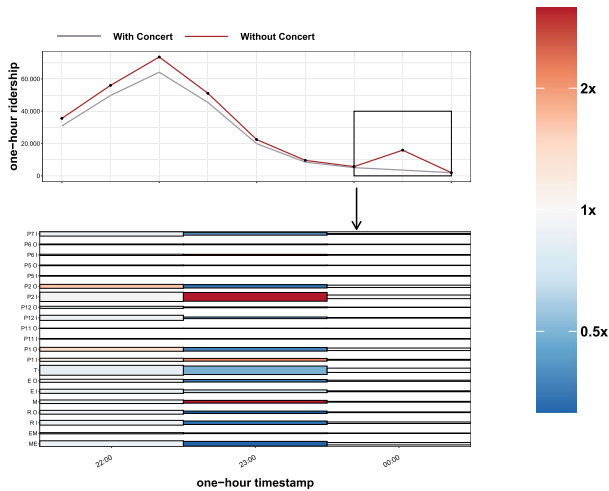 With Concert
Without Concert
one-hour ridership
60.000
40.000
20.000
0
P7 I
P6 O
P6 I
P5 O
P5 I
P2 O
P2 I
P12 O
P12 I
P11 O
P11 I
P1 O
P1 I
T
E O
E I
M
R O
R I
EM
ME
22:00
23:00
00:00
one-hour timestamp
2x
1x
0.5x